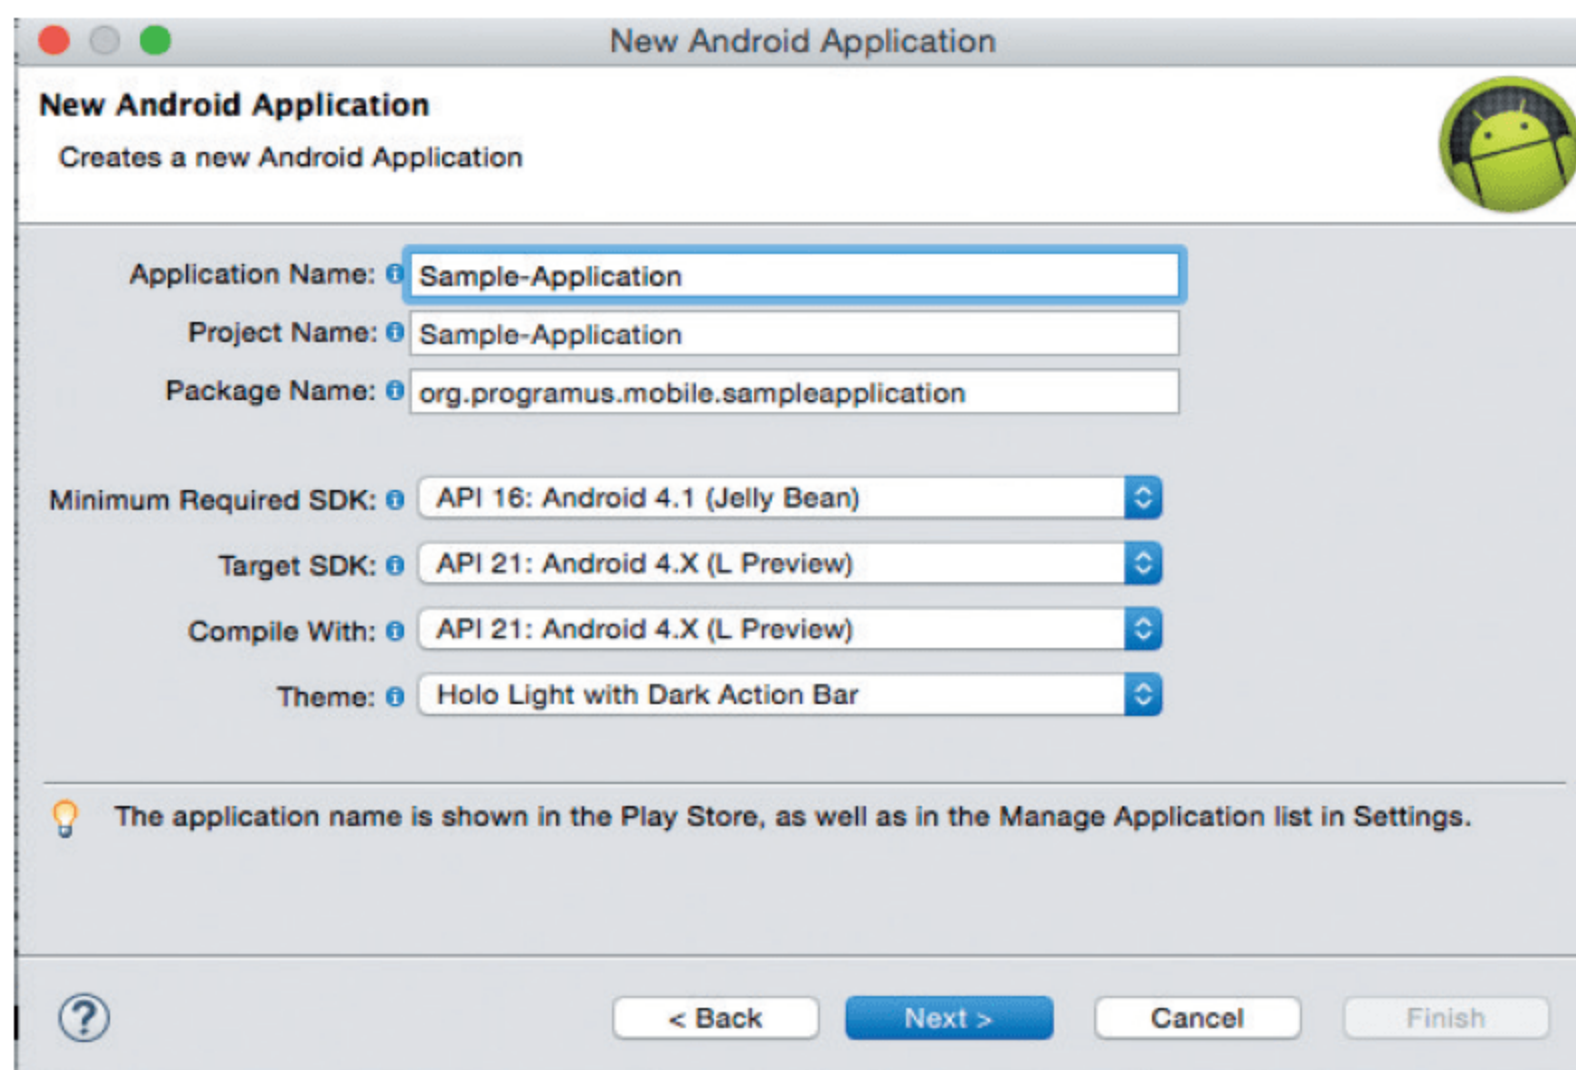 New Android Application
New Android Application
Creates a new Android Application
Application Name: Sample-Application
Project Name: Sample-Application
Package Name: org.programus.mobile.sampleapplication
Minimum Required SDK: API 16: Android 4.1 (Jelly Bean)
Target SDK: API 21: Android 4.X (L Preview)
Compile With: API 21: Android 4.X (L Preview)
Theme: Holo Light with Dark Action Bar
The application name is shown in the Play Store, as well as in the Manage Application list in Settings.
? < Back Next > Cancel Finish